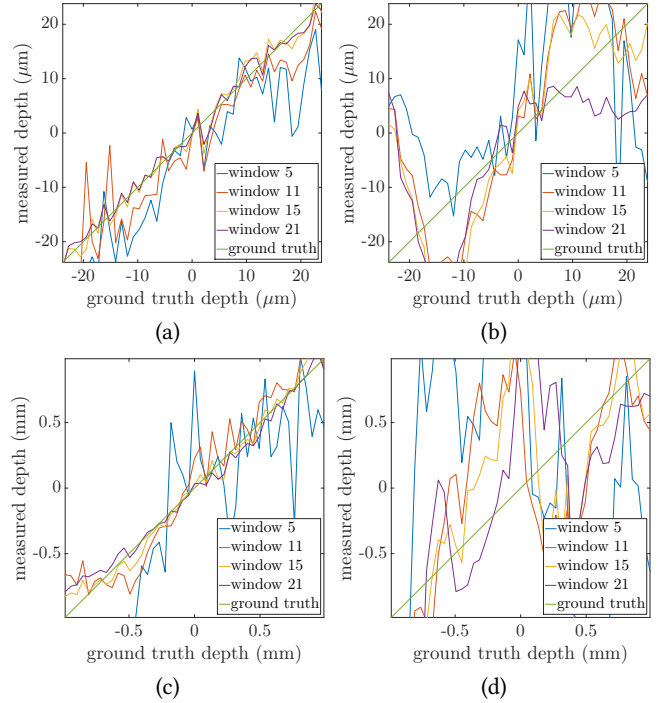 20
10
0
-10
-20
measured depth (μm)
-20 -10 0 10 20
ground truth depth (μm)
window 5
window 11
window 15
window 21
ground truth
(a)
20
10
0
-10
-20
measured depth (μm)
-20 -10 0 10 20
ground truth depth (μm)
window 5
window 11
window 15
window 21
ground truth
(b)
0.5
0
-0.5
measured depth (mm)
-0.5 0 0.5
ground truth depth (mm)
window 5
window 11
window 15
window 21
ground truth
(c)
0.5
0
-0.5
measured depth (mm)
-0.5 0 0.5
ground truth depth (mm)
window 5
window 11
window 15
window 21
ground truth
(d)